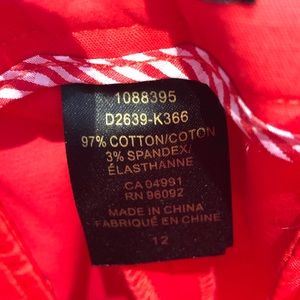 1088395
D2639-K366
97% COTTON/COTON
3% SPANDEX/
ÉLASTHANNE
CA 04991
RN 96092
MADE IN CHINA
FABRIQUÉ EN CHINE
12